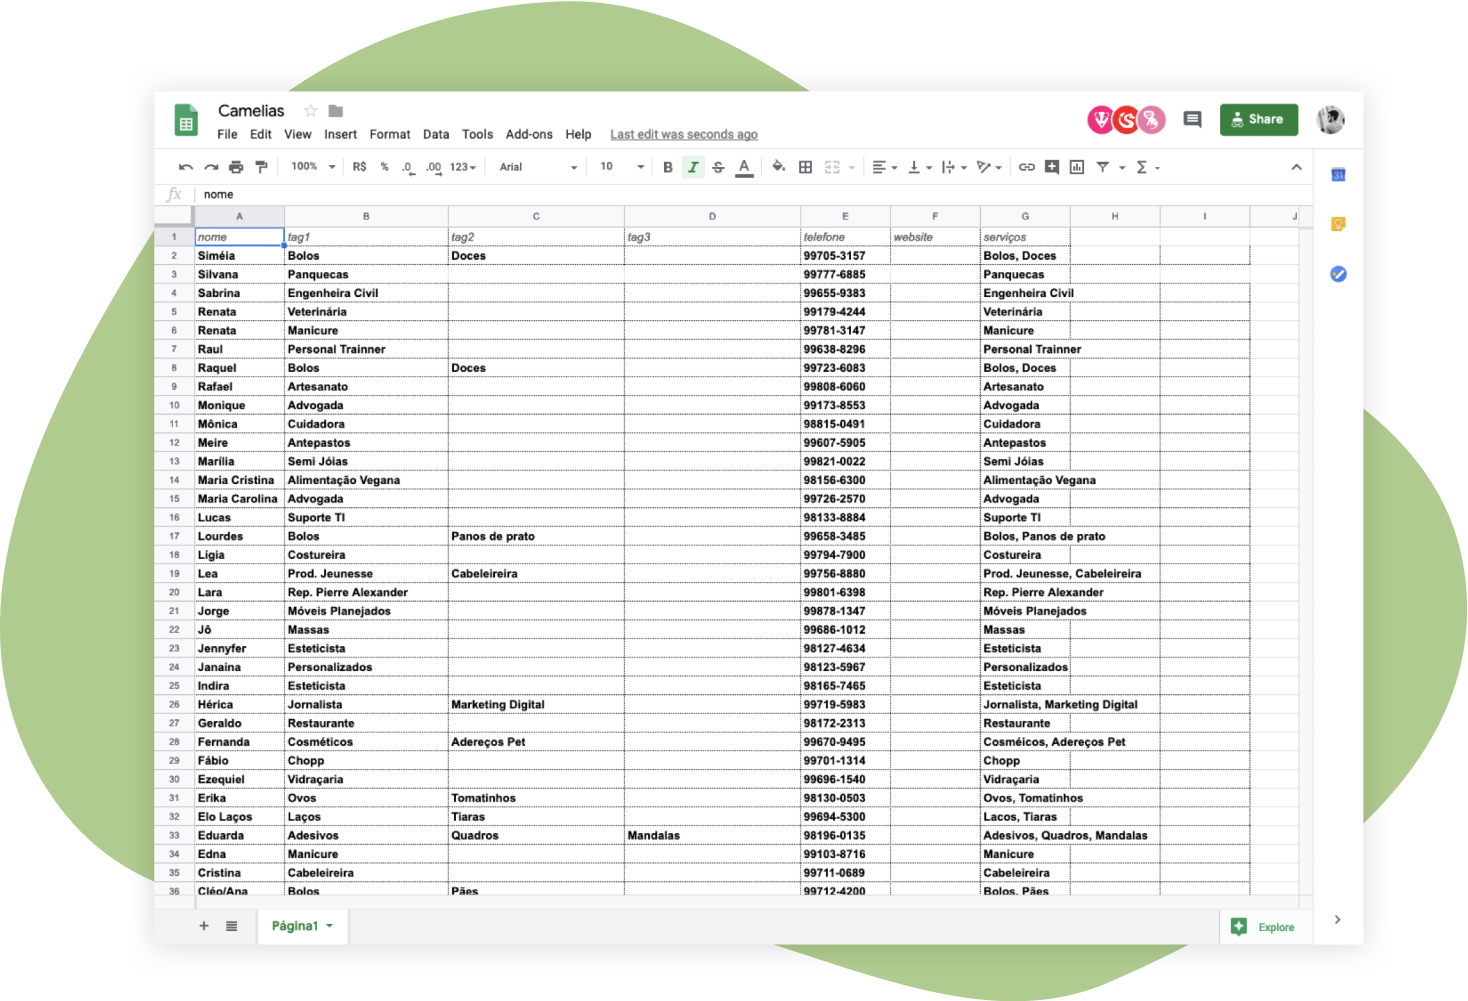 Camelias
File Edit View Insert Format Data Tools Add-ons Help Last edit was seconds ago
Share
100% R$ % .0 .00 123 Arial 10 B I S A
fx nome
A B C D E F G H I J
1 nome tag1 tag2 tag3 telefone website serviços
2 Siméia Bolos Doces 99705-3157 Bolos, Doces
3 Silvana Panquecas 99777-6885 Panquecas
4 Sabrina Engenheira Civil 99655-9383 Engenheira Civil
5 Renata Veterinária 99179-4244 Veterinária
6 Renata Manicure 99781-3147 Manicure
7 Raul Personal Trainner 99638-8296 Personal Trainner
8 Raquel Bolos Doces 99723-6083 Bolos, Doces
9 Rafael Artesanato 99808-6060 Artesanato
10 Monique Advogada 99173-8553 Advogada
11 Mônica Cuidadora 98815-0491 Cuidadora
12 Meire Antepastos 99607-5905 Antepastos
13 Marília Semi Jóias 99821-0022 Semi Jóias
14 Maria Cristina Alimentação Vegana 98156-6300 Alimentação Vegana
15 Maria Carolina Advogada 99726-2570 Advogada
16 Lucas Suporte TI 98133-8884 Suporte TI
17 Lourdes Bolos Panos de prato 99658-3485 Bolos, Panos de prato
18 Lígia Costureira 99794-7900 Costureira
19 Lea Prod. Jeunesse Cabeleireira 99756-8880 Prod. Jeunesse, Cabeleireira
20 Lara Rep. Pierre Alexander 99801-6398 Rep. Pierre Alexander
21 Jorge Móveis Planejados 99878-1347 Móveis Planejados
22 Jô Massas 99686-1012 Massas
23 Jennyfer Esteticista 98127-4634 Esteticista
24 Janaina Personalizados 98123-5967 Personalizados
25 Indira Esteticista 98165-7465 Esteticista
26 Hérica Jornalista Marketing Digital 99719-5983 Jornalista, Marketing Digital
27 Geraldo Restaurante 98172-2313 Restaurante
28 Fernanda Cosméticos Adereços Pet 99670-9495 Cosméicos, Adereços Pet
29 Fábio Chopp 99701-1314 Chopp
30 Ezequiel Vidraçaria 99696-1540 Vidraçaria
31 Erika Ovos Tomatinhos 98130-0503 Ovos, Tomatinhos
32 Elo Laços Laços Tiaras 99694-5300 Lacos, Tiaras
33 Eduarda Adesivos Quadros Mandalas 98196-0135 Adesivos, Quadros, Mandalas
34 Edna Manicure 99103-8716 Manicure
35 Cristina Cabeleireira 99711-0689 Cabeleireira
36 Cléo/Ana Bolos Pães 99712-4200 Bolos, Pães
Página1
Explore
31